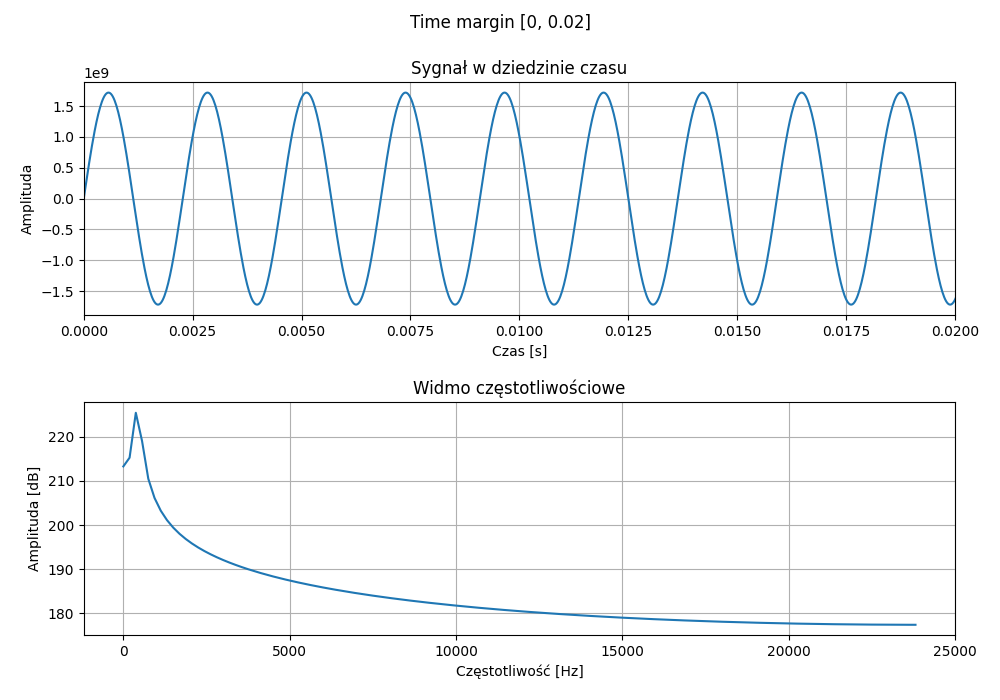 Time margin [0, 0.02]
Sygnał w dziedzinie czasu
1e9
1.5
1.0
0.5
0.0
−0.5
−1.0
−1.5
Amplituda
0.0000 0.0025 0.0050 0.0075 0.0100 0.0125 0.0150 0.0175 0.0200
Czas [s]
Widmo częstotliwościowe
220
210
200
190
180
Amplituda [dB]
0 5000 10000 15000 20000 25000
Częstotliwość [Hz]